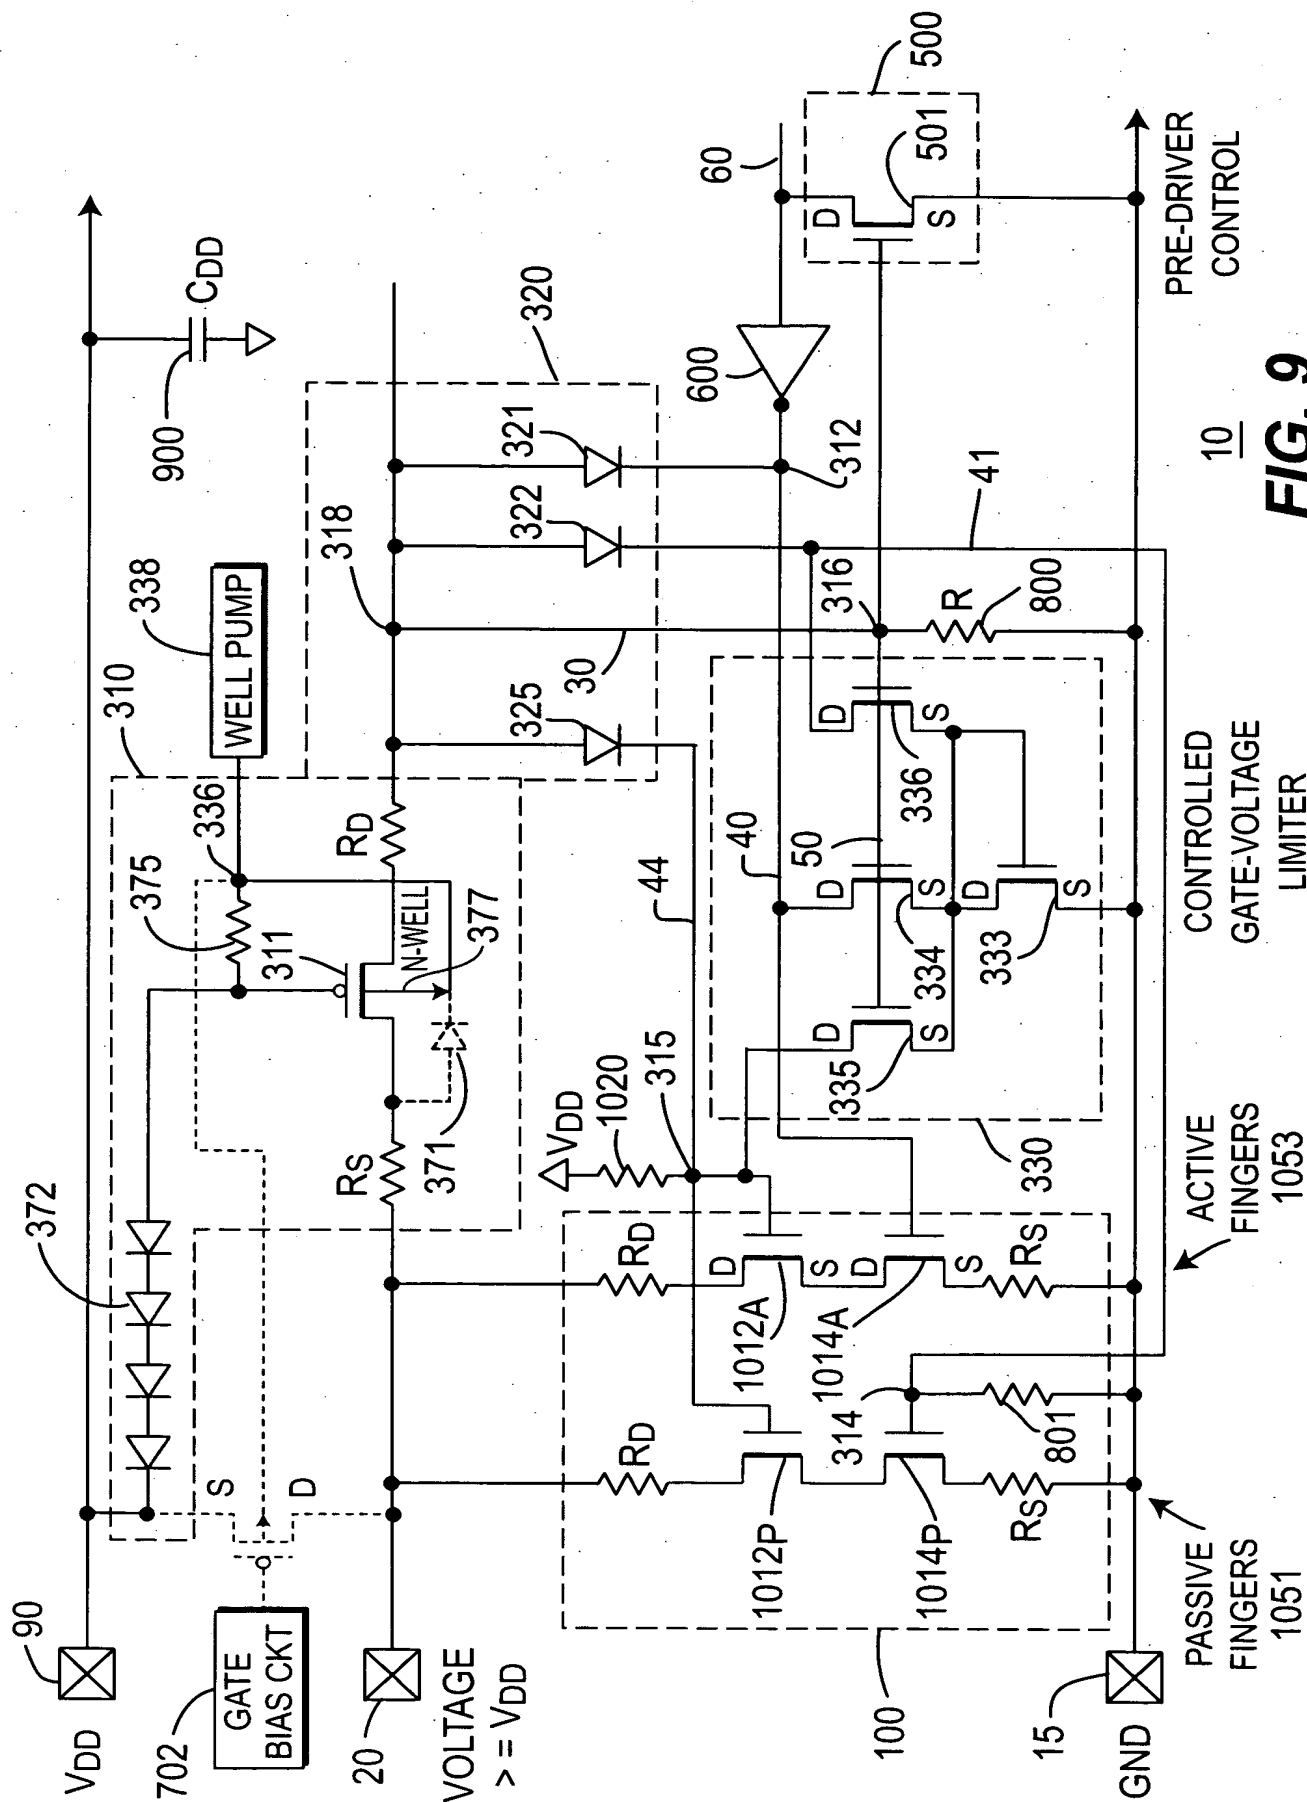 VDD
90
372
310
338
WELL PUMP
336
375
311
N-WELL
377
371
RS
RD
900
CDD
320
318
325
30
322
321
702
GATE
BIAS CKT
S
D
20
VOLTAGE
> = VDD
VDD
1020
315
44
40
50
60
600
312
500
501
D
S
316
R
800
41
335
D
S
334
D
S
336
D
S
333
D
S
330
100
RD
1012P
1014P
RS
314
801
RD
D
1012A
S
D
1014A
S
RS
15
GND
PASSIVE
FINGERS
1051
ACTIVE
FINGERS
1053
CONTROLLED
GATE-VOLTAGE
LIMITER
PRE-DRIVER
CONTROL
10
FIG. 9